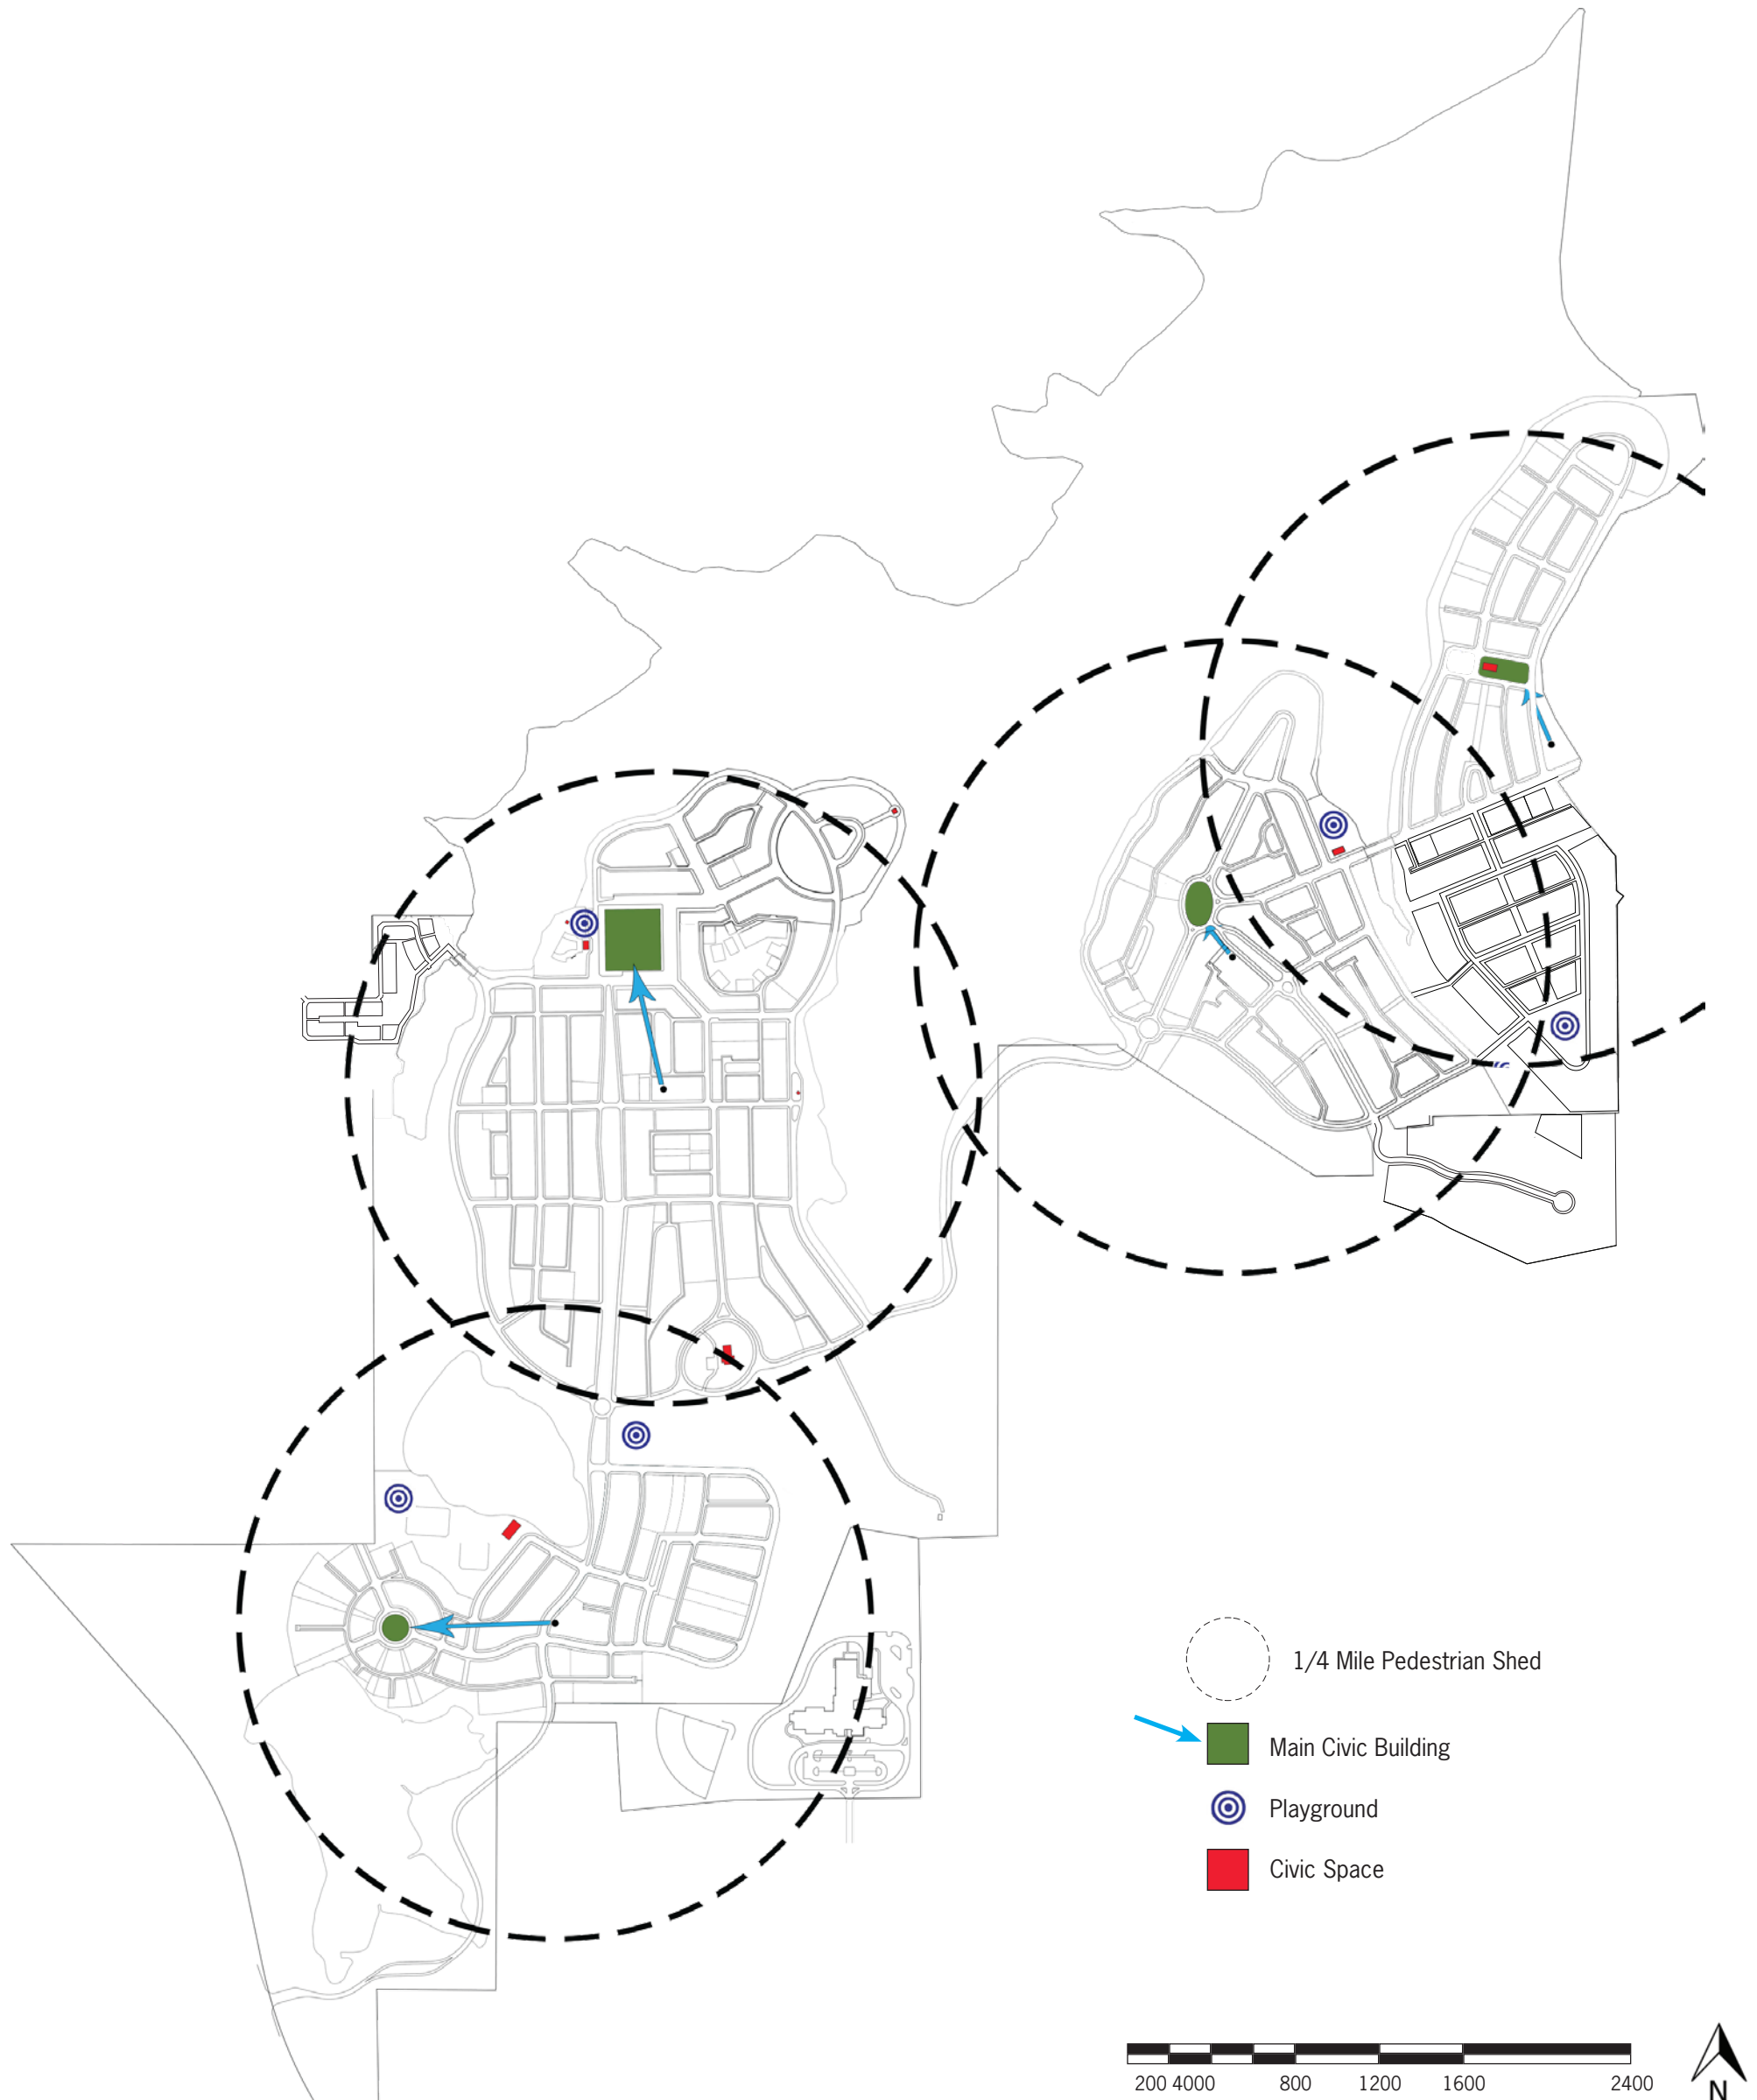 1/4 Mile Pedestrian Shed
Main Civic Building
Playground
Civic Space
200 4000 800 1200 1600 2400
N